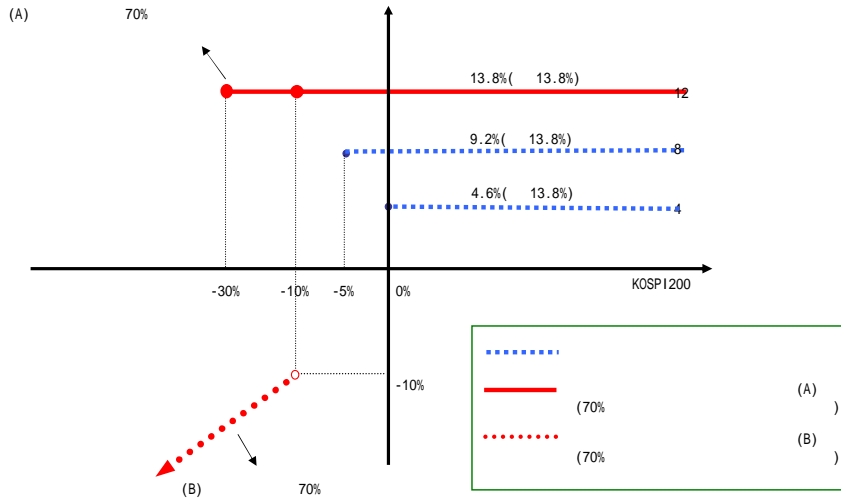 (A) 70%
13.8%( 13.8%)
12
9.2%( 13.8%)
8
4.6%( 13.8%)
4
-30% -10% -5% 0%
KOSPI200
-10%
(A)
(70% )
(B)
(70% )
(B) 70%